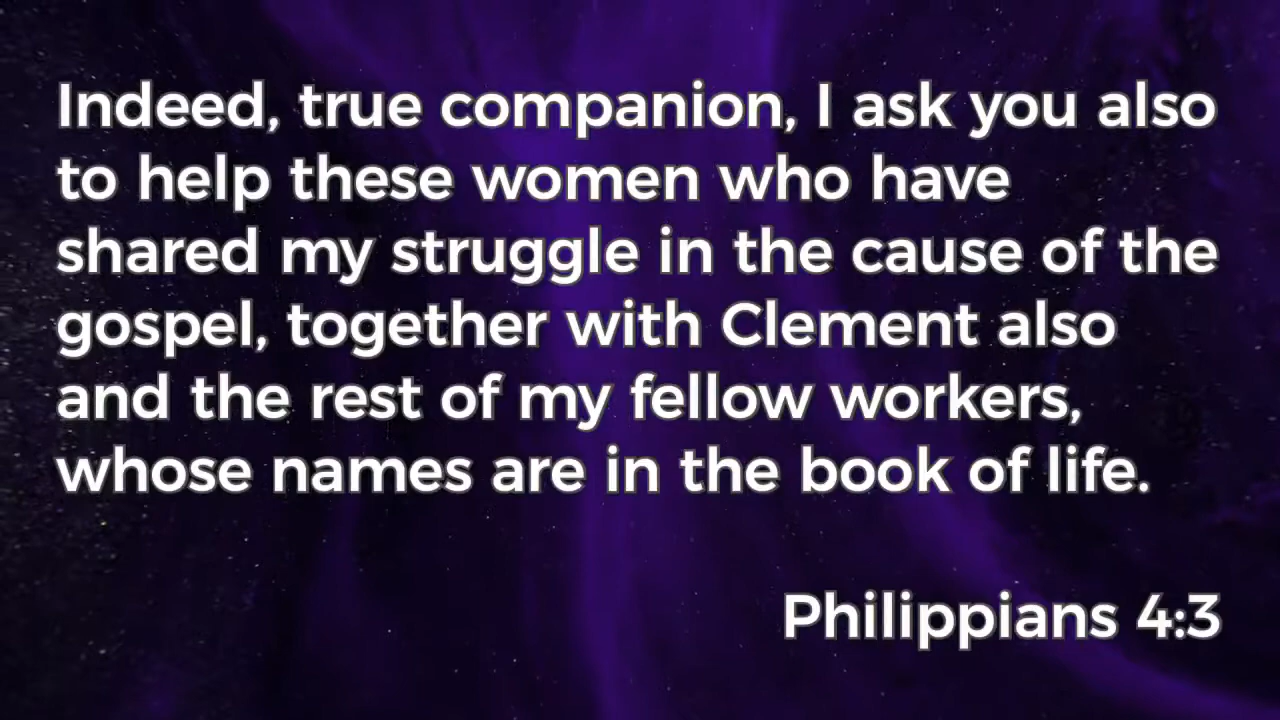 Indeed, true companion, I ask you also
to help these women who have
shared my struggle in the cause of the
gospel, together with Clement also
and the rest of my fellow workers,
whose names are in the book of life.
Philippians 4:3